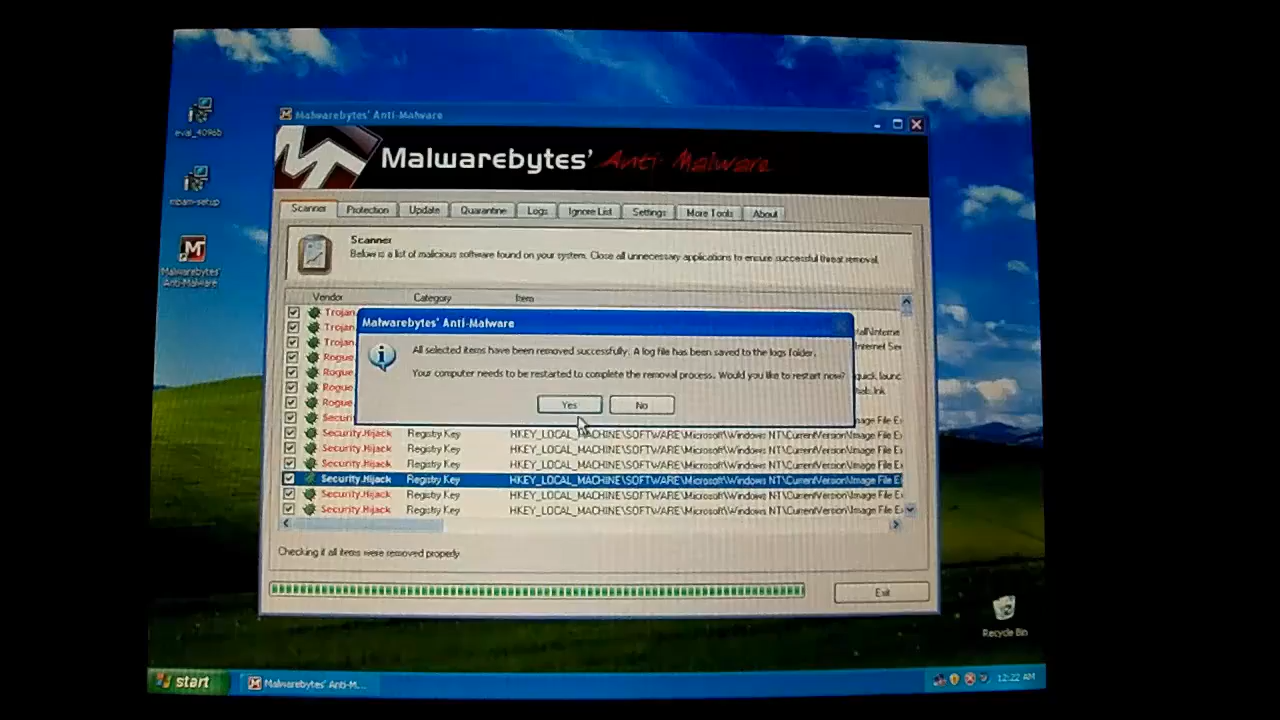 eval_4096b
mbam-setup
Malwarebytes'
Anti-Malware
Malwarebytes' Anti-Malware
Malwarebytes' Anti-Malware
Scanner Protection Update Quarantine Logs Ignore List Settings More Tools About
Scanner
Below is a list of malicious software found on your system. Close all unnecessary applications to ensure successful threat removal.
Vendor Category Item
Trojan.
Trojan.
Trojan.
Rogue.
Rogue.
Rogue.
Rogue.
Securi
Malwarebytes' Anti-Malware
All selected items have been removed successfully. A log file has been saved to the logs folder.
Your computer needs to be restarted to complete the removal process. Would you like to restart now?
Yes No
Security.Hijack Registry Key HKEY_LOCAL_MACHINE\SOFTWARE\Microsoft\Windows NT\CurrentVersion\Image File E
Security.Hijack Registry Key HKEY_LOCAL_MACHINE\SOFTWARE\Microsoft\Windows NT\CurrentVersion\Image File E
Security.Hijack Registry Key HKEY_LOCAL_MACHINE\SOFTWARE\Microsoft\Windows NT\CurrentVersion\Image File E
Security.Hijack Registry Key HKEY_LOCAL_MACHINE\SOFTWARE\Microsoft\Windows NT\CurrentVersion\Image File E
Security.Hijack Registry Key HKEY_LOCAL_MACHINE\SOFTWARE\Microsoft\Windows NT\CurrentVersion\Image File E
Security.Hijack Registry Key HKEY_LOCAL_MACHINE\SOFTWARE\Microsoft\Windows NT\CurrentVersion\Image File E
Checking if all items were removed properly.
Exit
Recycle Bin
start Malwarebytes' Anti-M... 12:22 AM